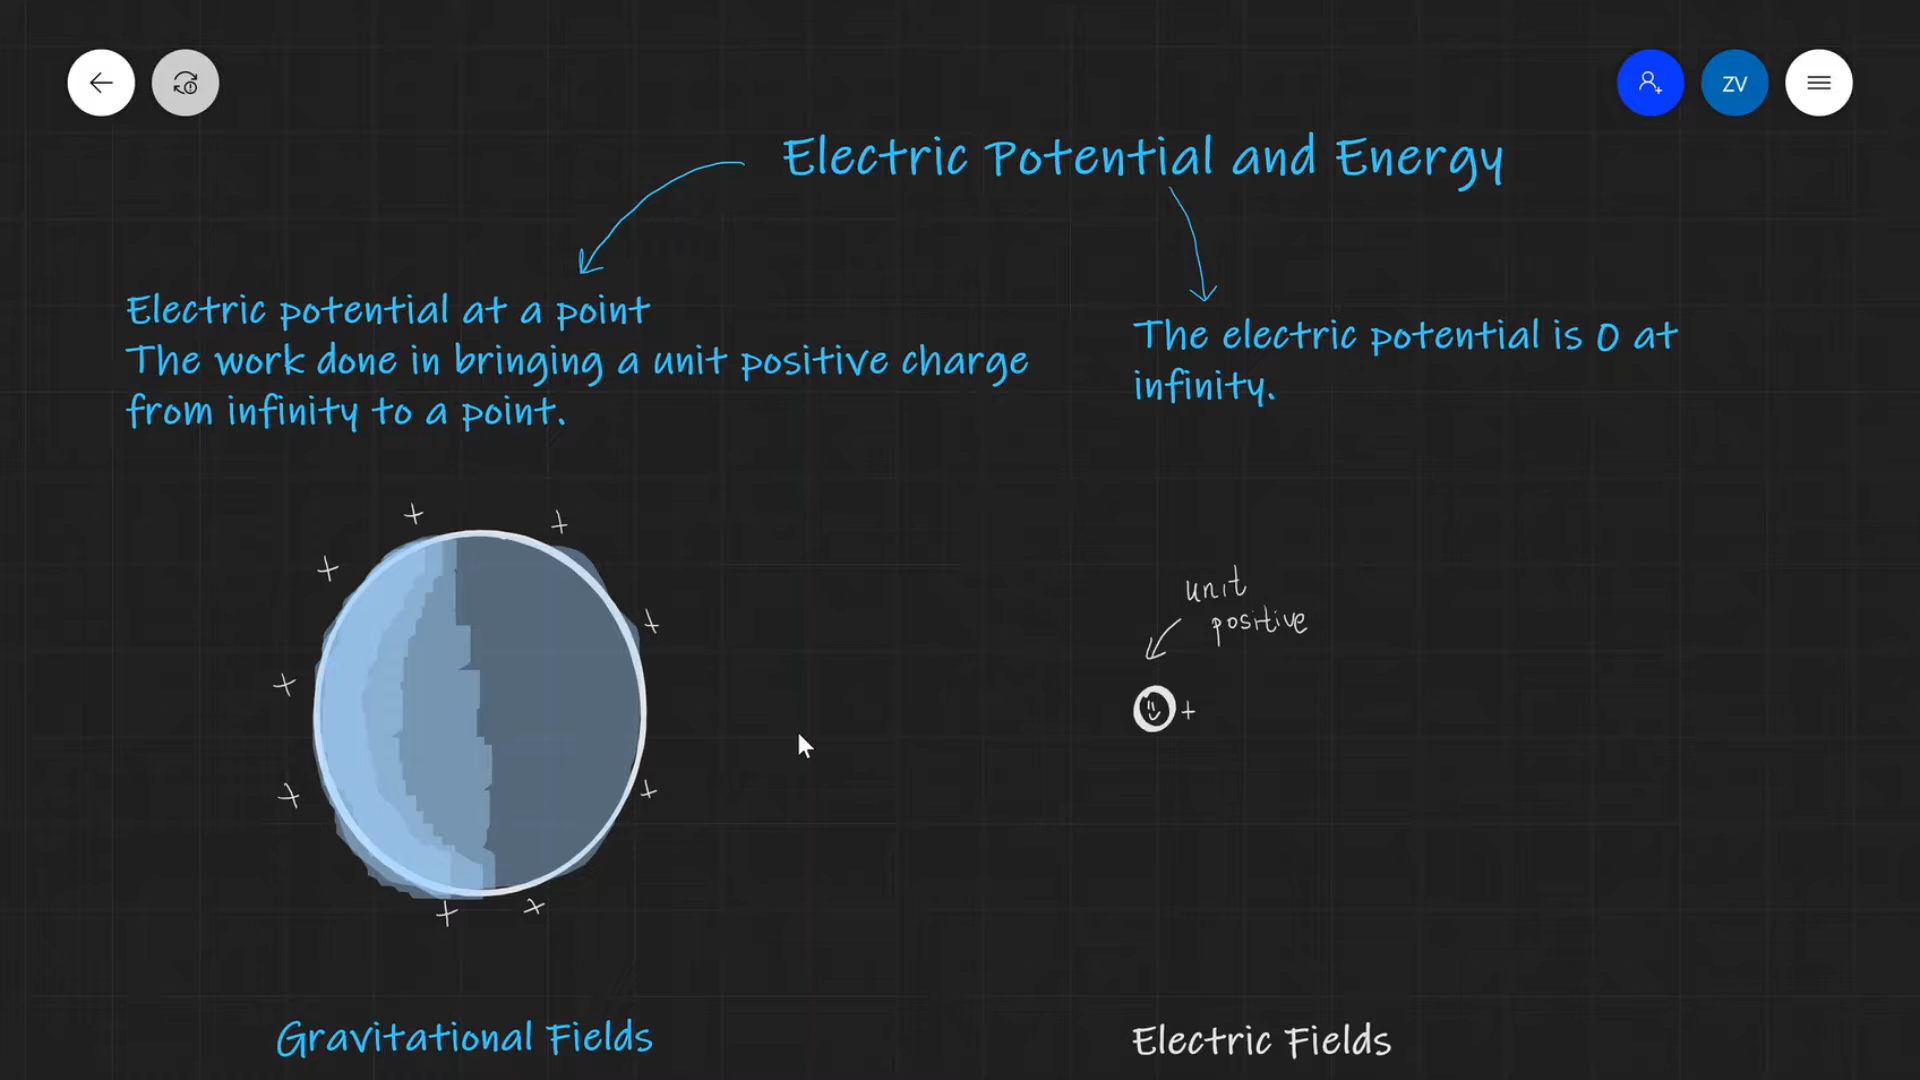 ZV
Electric Potential and Energy
Electric potential at a point
The work done in bringing a unit positive charge
from infinity to a point.
The electric potential is 0 at
infinity.
+ +
+
+
+
+
+
+
+ +
unit
positive
+
Gravitational Fields
Electric Fields